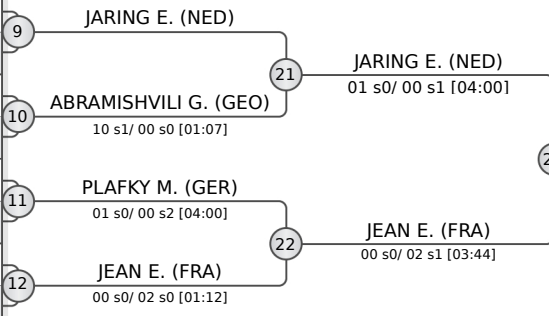 JARING E. (NED)
9
21
JARING E. (NED)
01 s0/ 00 s1 [04:00]
10
ABRAMISHVILI G. (GEO)
10 s1/ 00 s0 [01:07]
PLAFKY M. (GER)
11
01 s0/ 00 s2 [04:00]
22
JEAN E. (FRA)
00 s0/ 02 s1 [03:44]
JEAN E. (FRA)
12
00 s0/ 02 s0 [01:12]